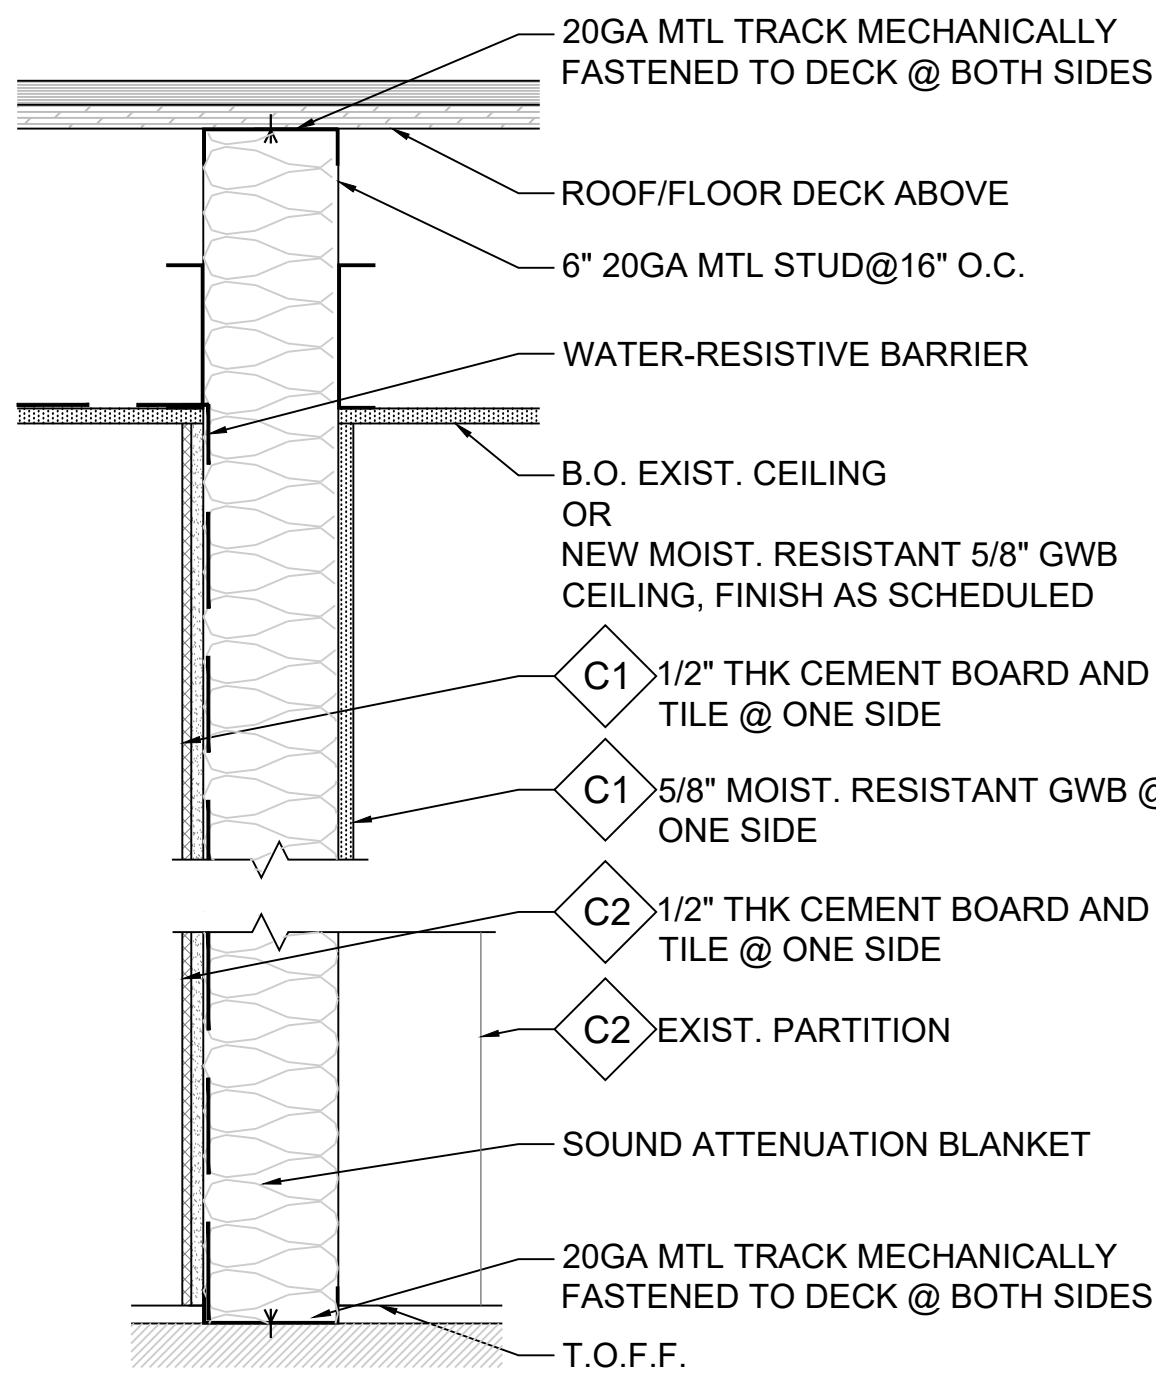 20GA MTL TRACK MECHANICALLY
FASTENED TO DECK @ BOTH SIDES
ROOF/FLOOR DECK ABOVE
6" 20GA MTL STUD@16" O.C.
WATER-RESISTIVE BARRIER
B.O. EXIST. CEILING
OR
NEW MOIST. RESISTANT 5/8" GWB
CEILING, FINISH AS SCHEDULED
C1 1/2" THK CEMENT BOARD AND
TILE @ ONE SIDE
C1 5/8" MOIST. RESISTANT GWB @
ONE SIDE
C2 1/2" THK CEMENT BOARD AND
TILE @ ONE SIDE
C2 EXIST. PARTITION
SOUND ATTENUATION BLANKET
20GA MTL TRACK MECHANICALLY
FASTENED TO DECK @ BOTH SIDES
T.O.F.F.